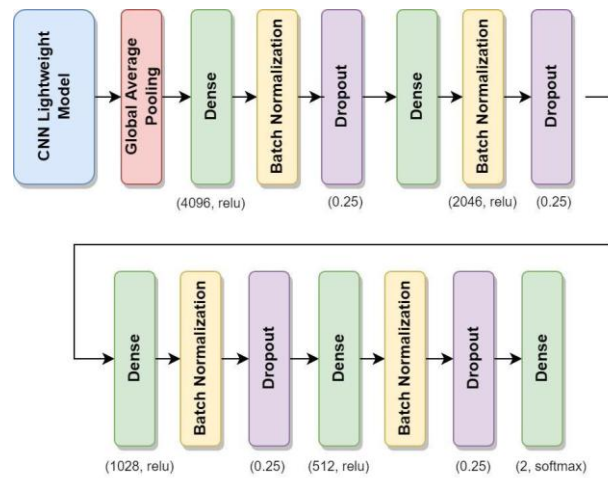 CNN Lightweight
Model
Global Average
Pooling
Dense
Batch Normalization
Dropout
Dense
Batch Normalization
Dropout
(4096, relu)
(0.25)
(2046, relu)
(0.25)
Dense
Batch Normalization
Dropout
Dense
Batch Normalization
Dropout
Dense
(1028, relu)
(0.25)
(512, relu)
(0.25)
(2, softmax)